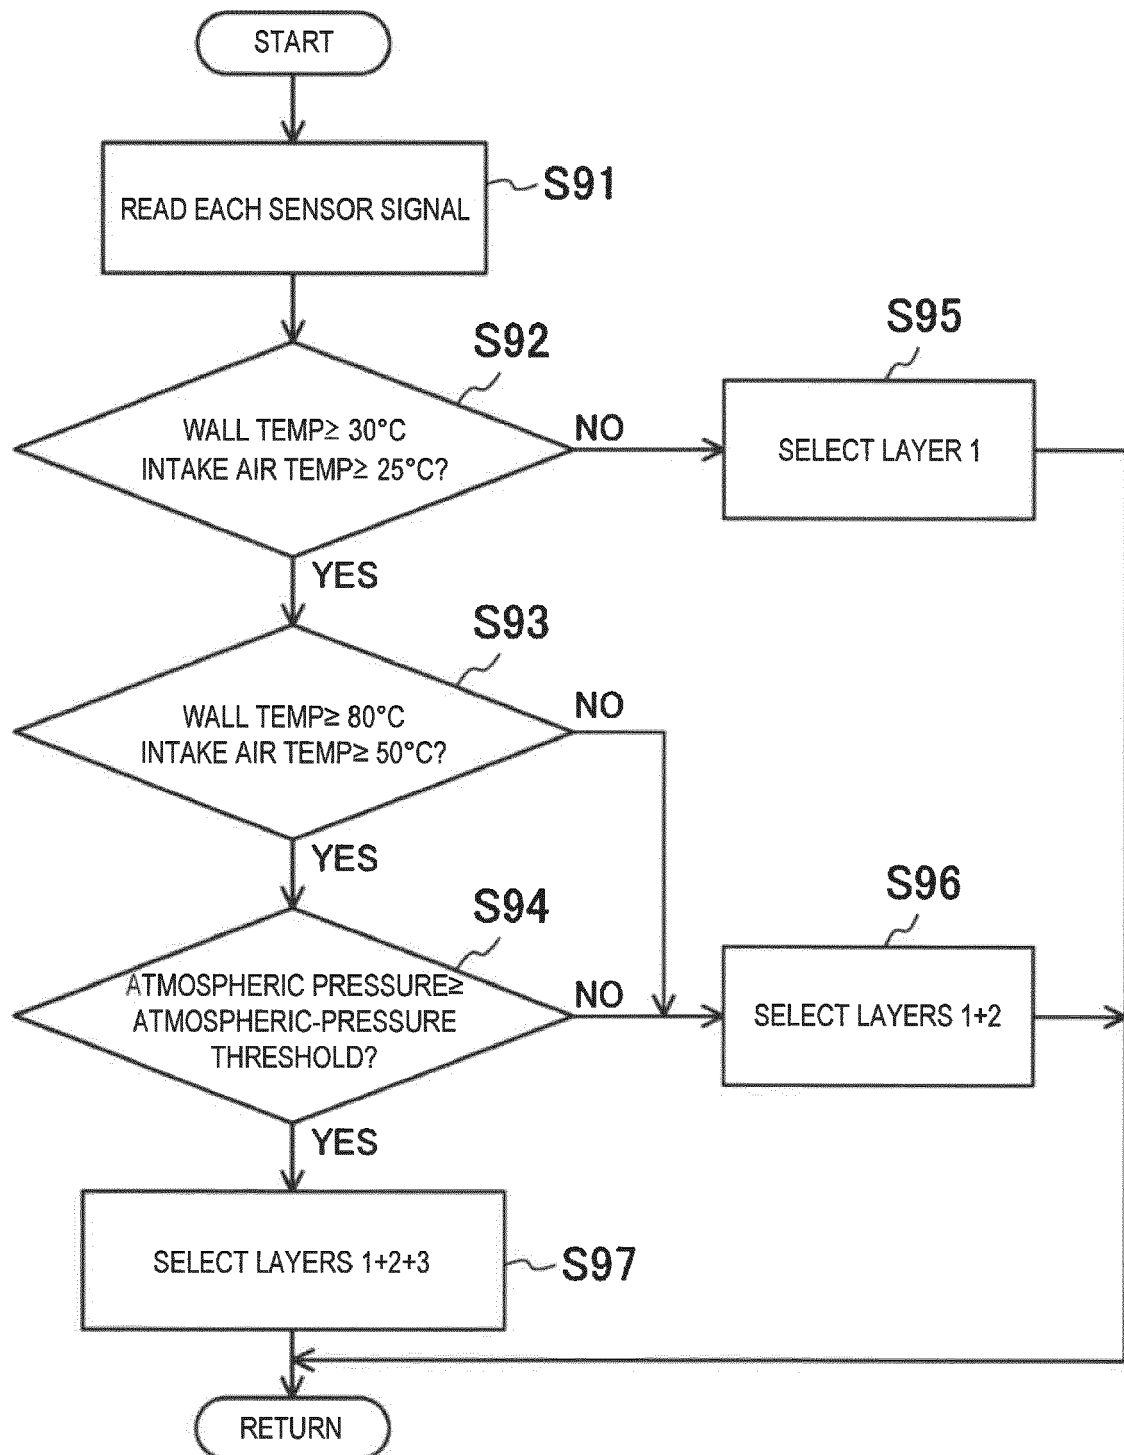 START
READ EACH SENSOR SIGNAL
S91
S92
WALL TEMP≥ 30°C
INTAKE AIR TEMP≥ 25°C?
NO
S95
SELECT LAYER 1
YES
S93
WALL TEMP≥ 80°C
INTAKE AIR TEMP≥ 50°C?
NO
YES
S94
ATMOSPHERIC PRESSURE≥
ATMOSPHERIC-PRESSURE
THRESHOLD?
NO
S96
SELECT LAYERS 1+2
YES
SELECT LAYERS 1+2+3
S97
RETURN